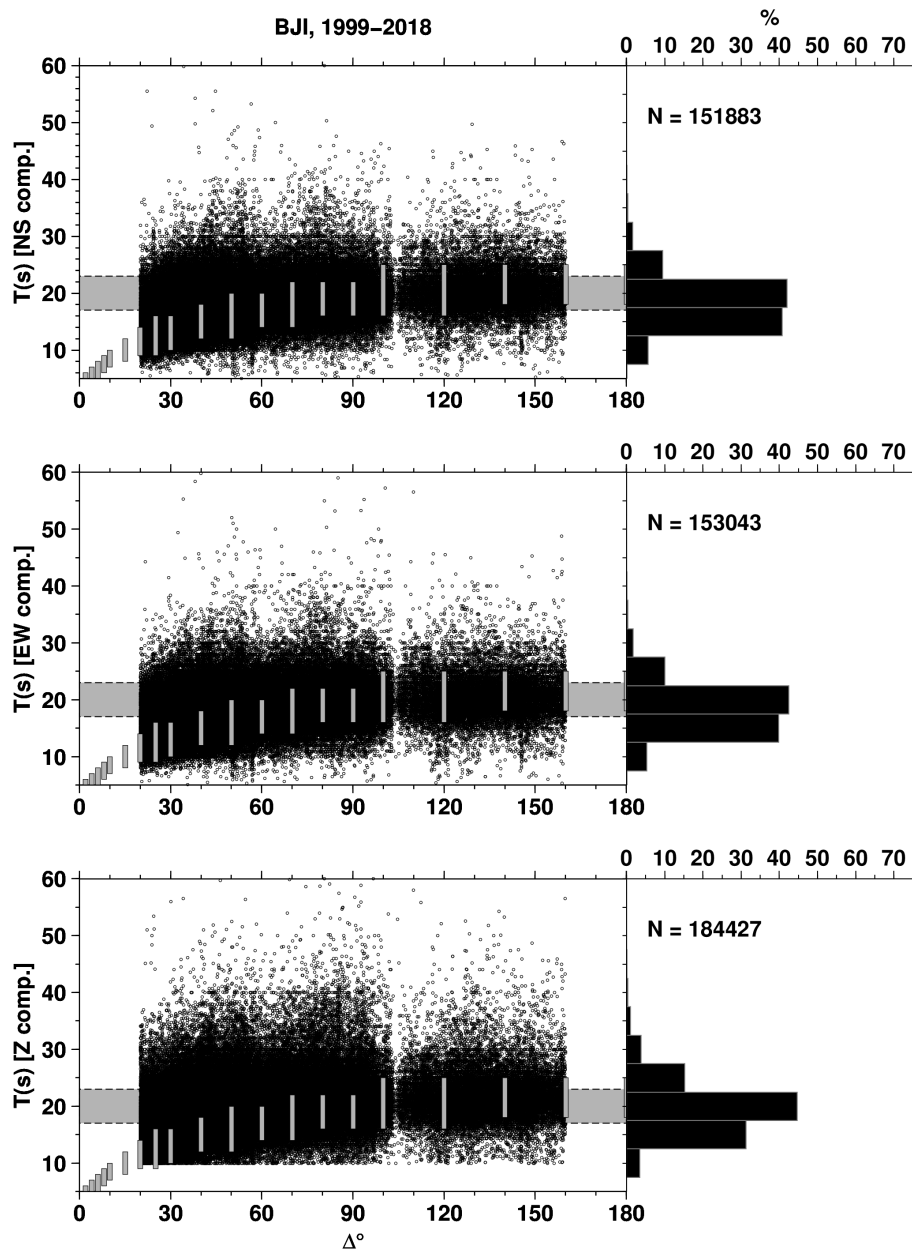 BJI, 1999−2018
%
0 10 20 30 40 50 60 70
60
50
40
30
20
10
T(s) [NS comp.]
N = 151883
0 30 60 90 120 150 180
0 10 20 30 40 50 60 70
60
50
40
30
20
10
T(s) [EW comp.]
N = 153043
0 30 60 90 120 150 180
0 10 20 30 40 50 60 70
60
50
40
30
20
10
T(s) [Z comp.]
N = 184427
0 30 60 90 120 150 180
Δ°